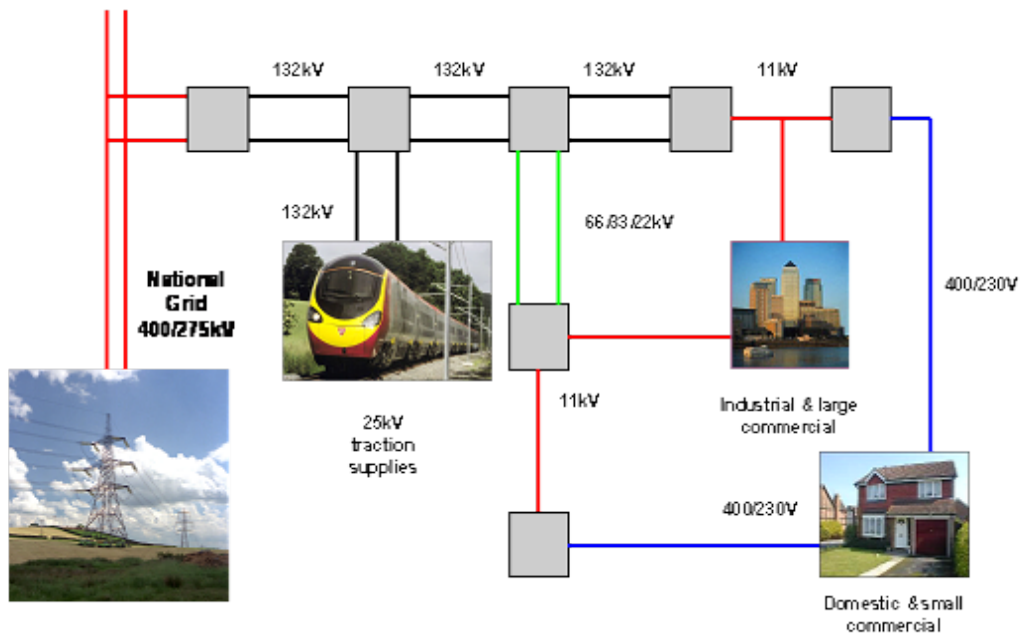 132kV
132kV
132kV
11kV
132kV
66/33/22kV
National
Grid
400/275kV
400/230V
25kV
traction
supplies
11kV
Industrial & large
commercial
400/230V
Domestic & small
commercial